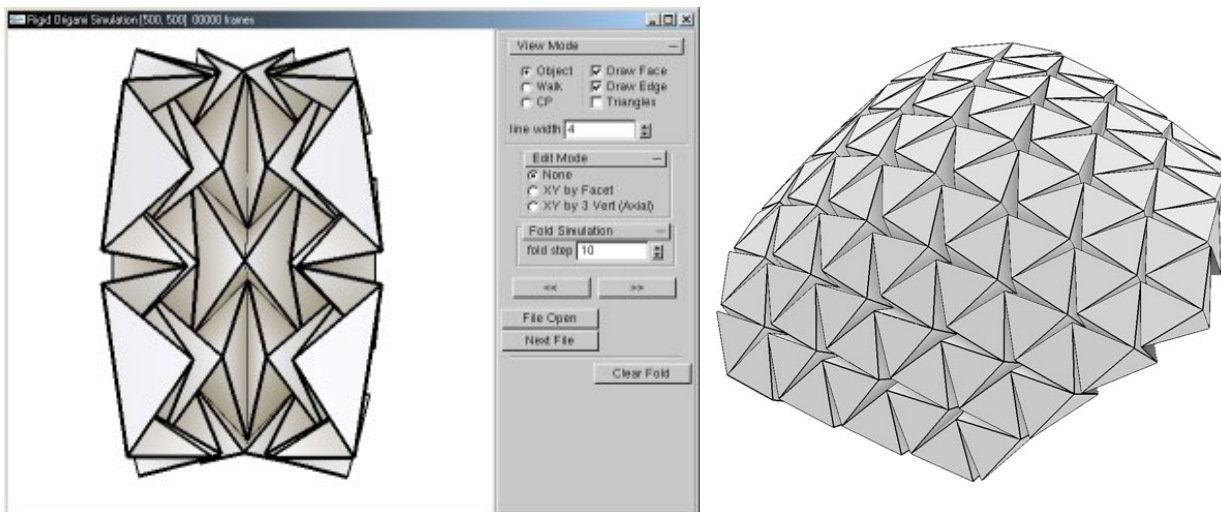 Rigid Origami Simulation [500, 500] 00000 frames
View Mode
Object Draw Face
Walk Draw Edge
CP Triangles
line width 4
Edit Mode
None
XY by Facet
XY by 3 Vert (Axial)
Fold Simulation
fold step 10
<< >>
File Open
Next File
Clear Fold